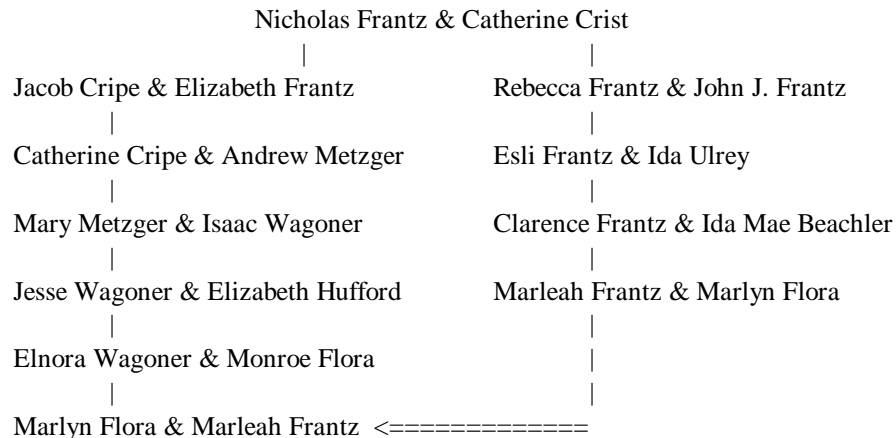 Nicholas Frantz & Catherine Crist
| |
Jacob Cripe & Elizabeth Frantz Rebecca Frantz & John J. Frantz
| |
Catherine Cripe & Andrew Metzger Esli Frantz & Ida Ulrey
| |
Mary Metzger & Isaac Wagoner Clarence Frantz & Ida Mae Beachler
| |
Jesse Wagoner & Elizabeth Hufford Marleah Frantz & Marlyn Flora
| |
Elnora Wagoner & Monroe Flora |
| |
Marlyn Flora & Marleah Frantz <=============